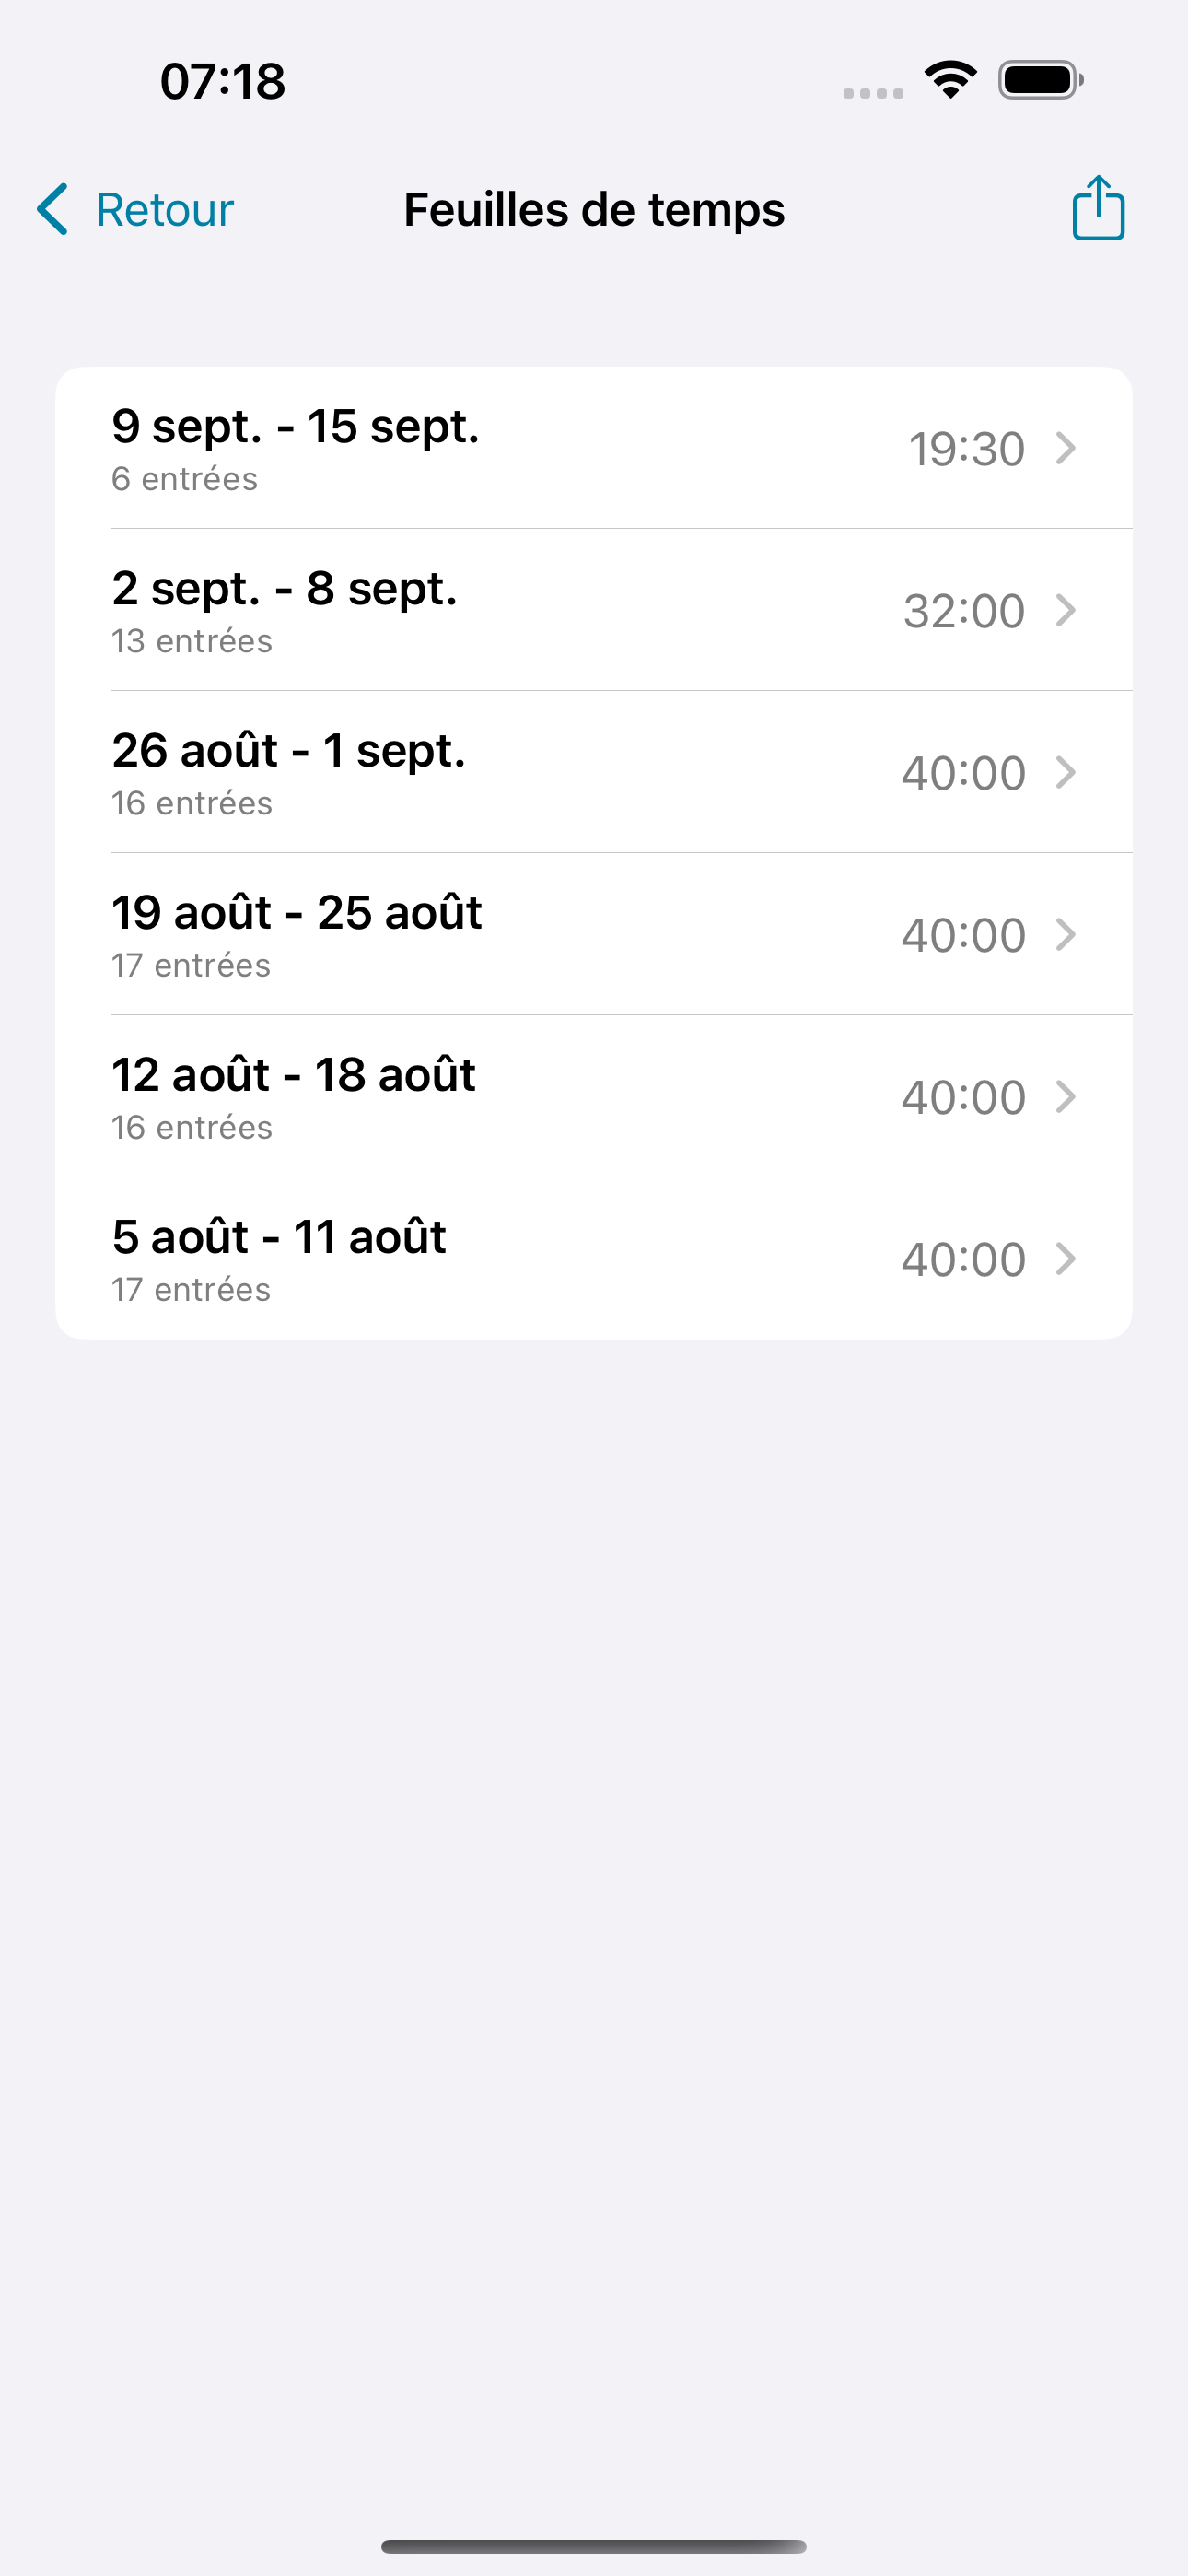 07:18
Retour
Feuilles de temps
9 sept. - 15 sept.
6 entrées
19:30
2 sept. - 8 sept.
13 entrées
32:00
26 août - 1 sept.
16 entrées
40:00
19 août - 25 août
17 entrées
40:00
12 août - 18 août
16 entrées
40:00
5 août - 11 août
17 entrées
40:00